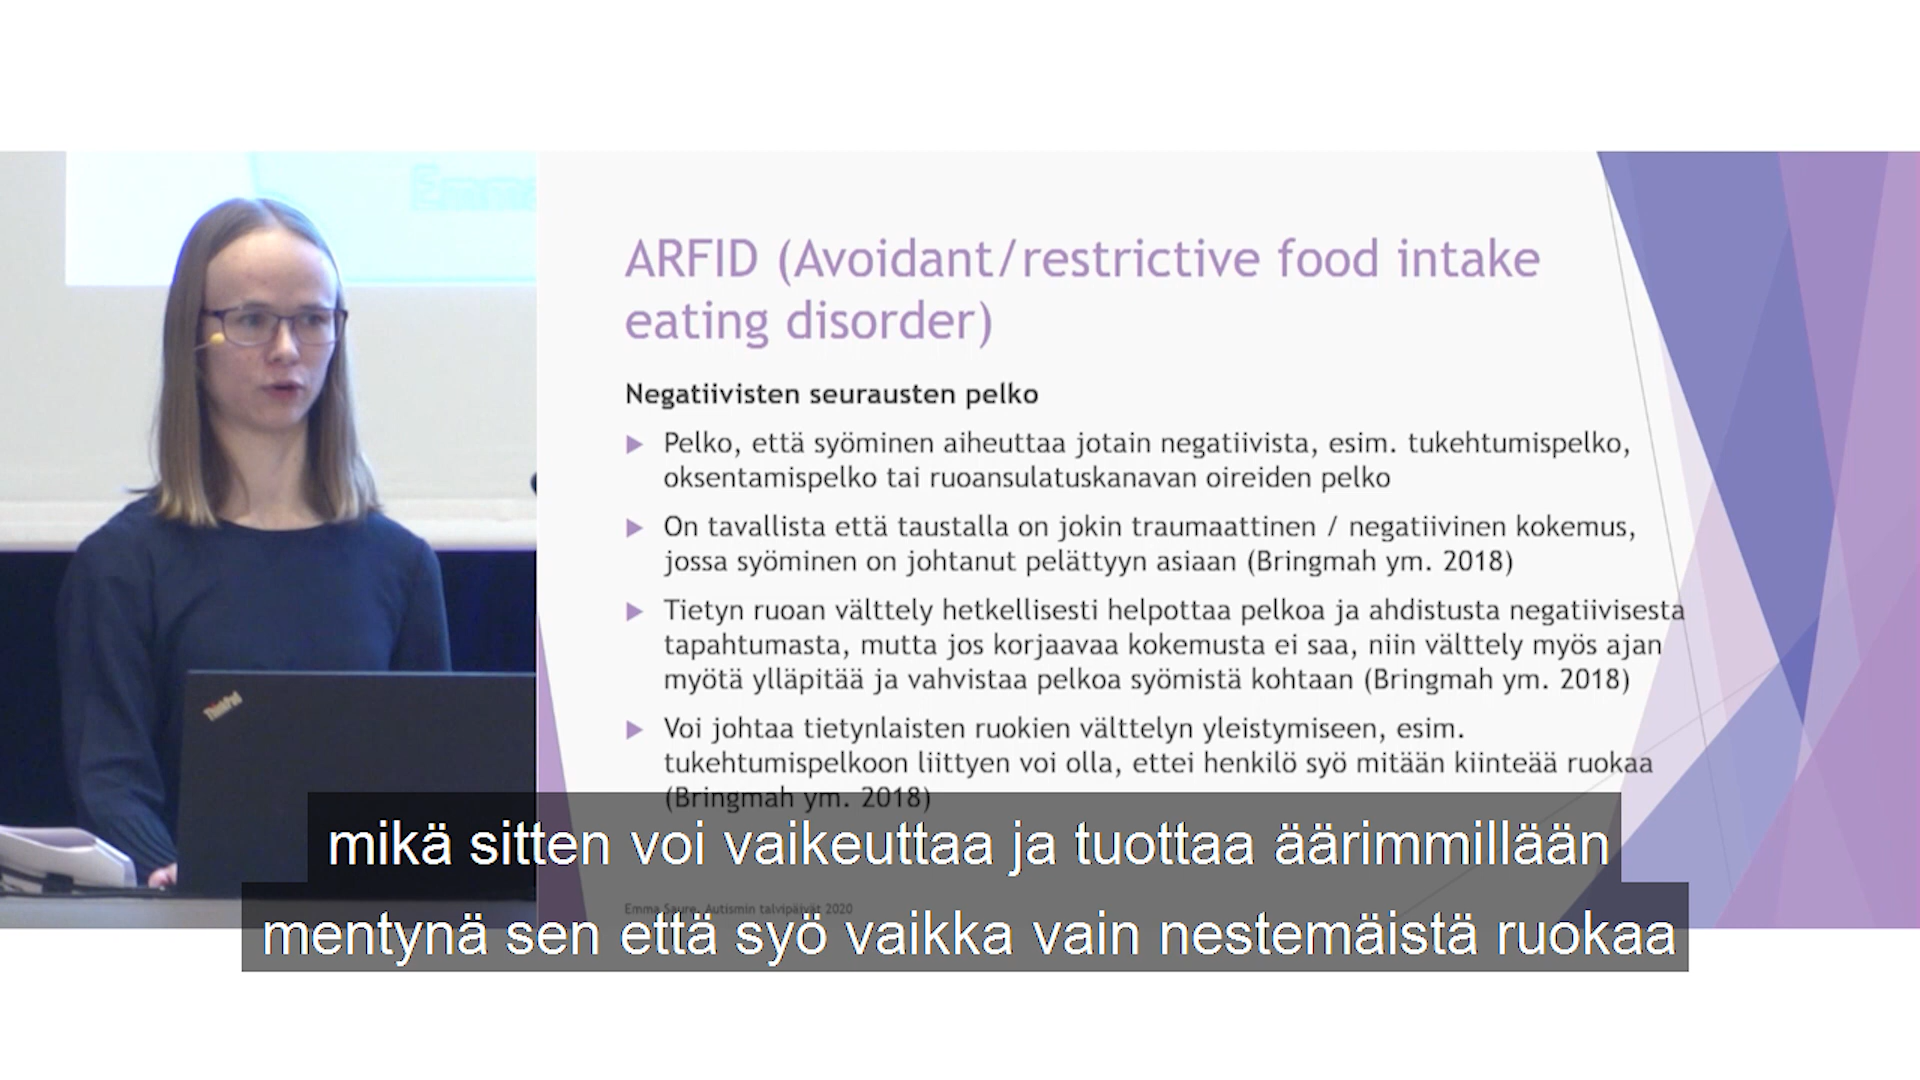 Emma
ThinkPad
ARFID (Avoidant/restrictive food intake
eating disorder)
Negatiivisten seurausten pelko
Pelko, että syöminen aiheuttaa jotain negatiivista, esim. tukehtumispelko,
oksentamispelko tai ruoansulatuskanavan oireiden pelko
On tavallista että taustalla on jokin traumaattinen / negatiivinen kokemus,
jossa syöminen on johtanut pelättyyn asiaan (Bringmah ym. 2018)
Tietyn ruoan välttely hetkellisesti helpottaa pelkoa ja ahdistusta negatiivisesta
tapahtumasta, mutta jos korjaavaa kokemusta ei saa, niin välttely myös ajan
myötä ylläpitää ja vahvistaa pelkoa syömistä kohtaan (Bringmah ym. 2018)
Voi johtaa tietynlaisten ruokien välttelyn yleistymiseen, esim.
tukehtumispelkoon liittyen voi olla, ettei henkilö syö mitään kiinteää ruokaa
(Bringmah ym. 2018)
mikä sitten voi vaikeuttaa ja tuottaa äärimmillään
Emma Saure, Autismin talvipäivät 2020
mentynä sen että syö vaikka vain nestemäistä ruokaa